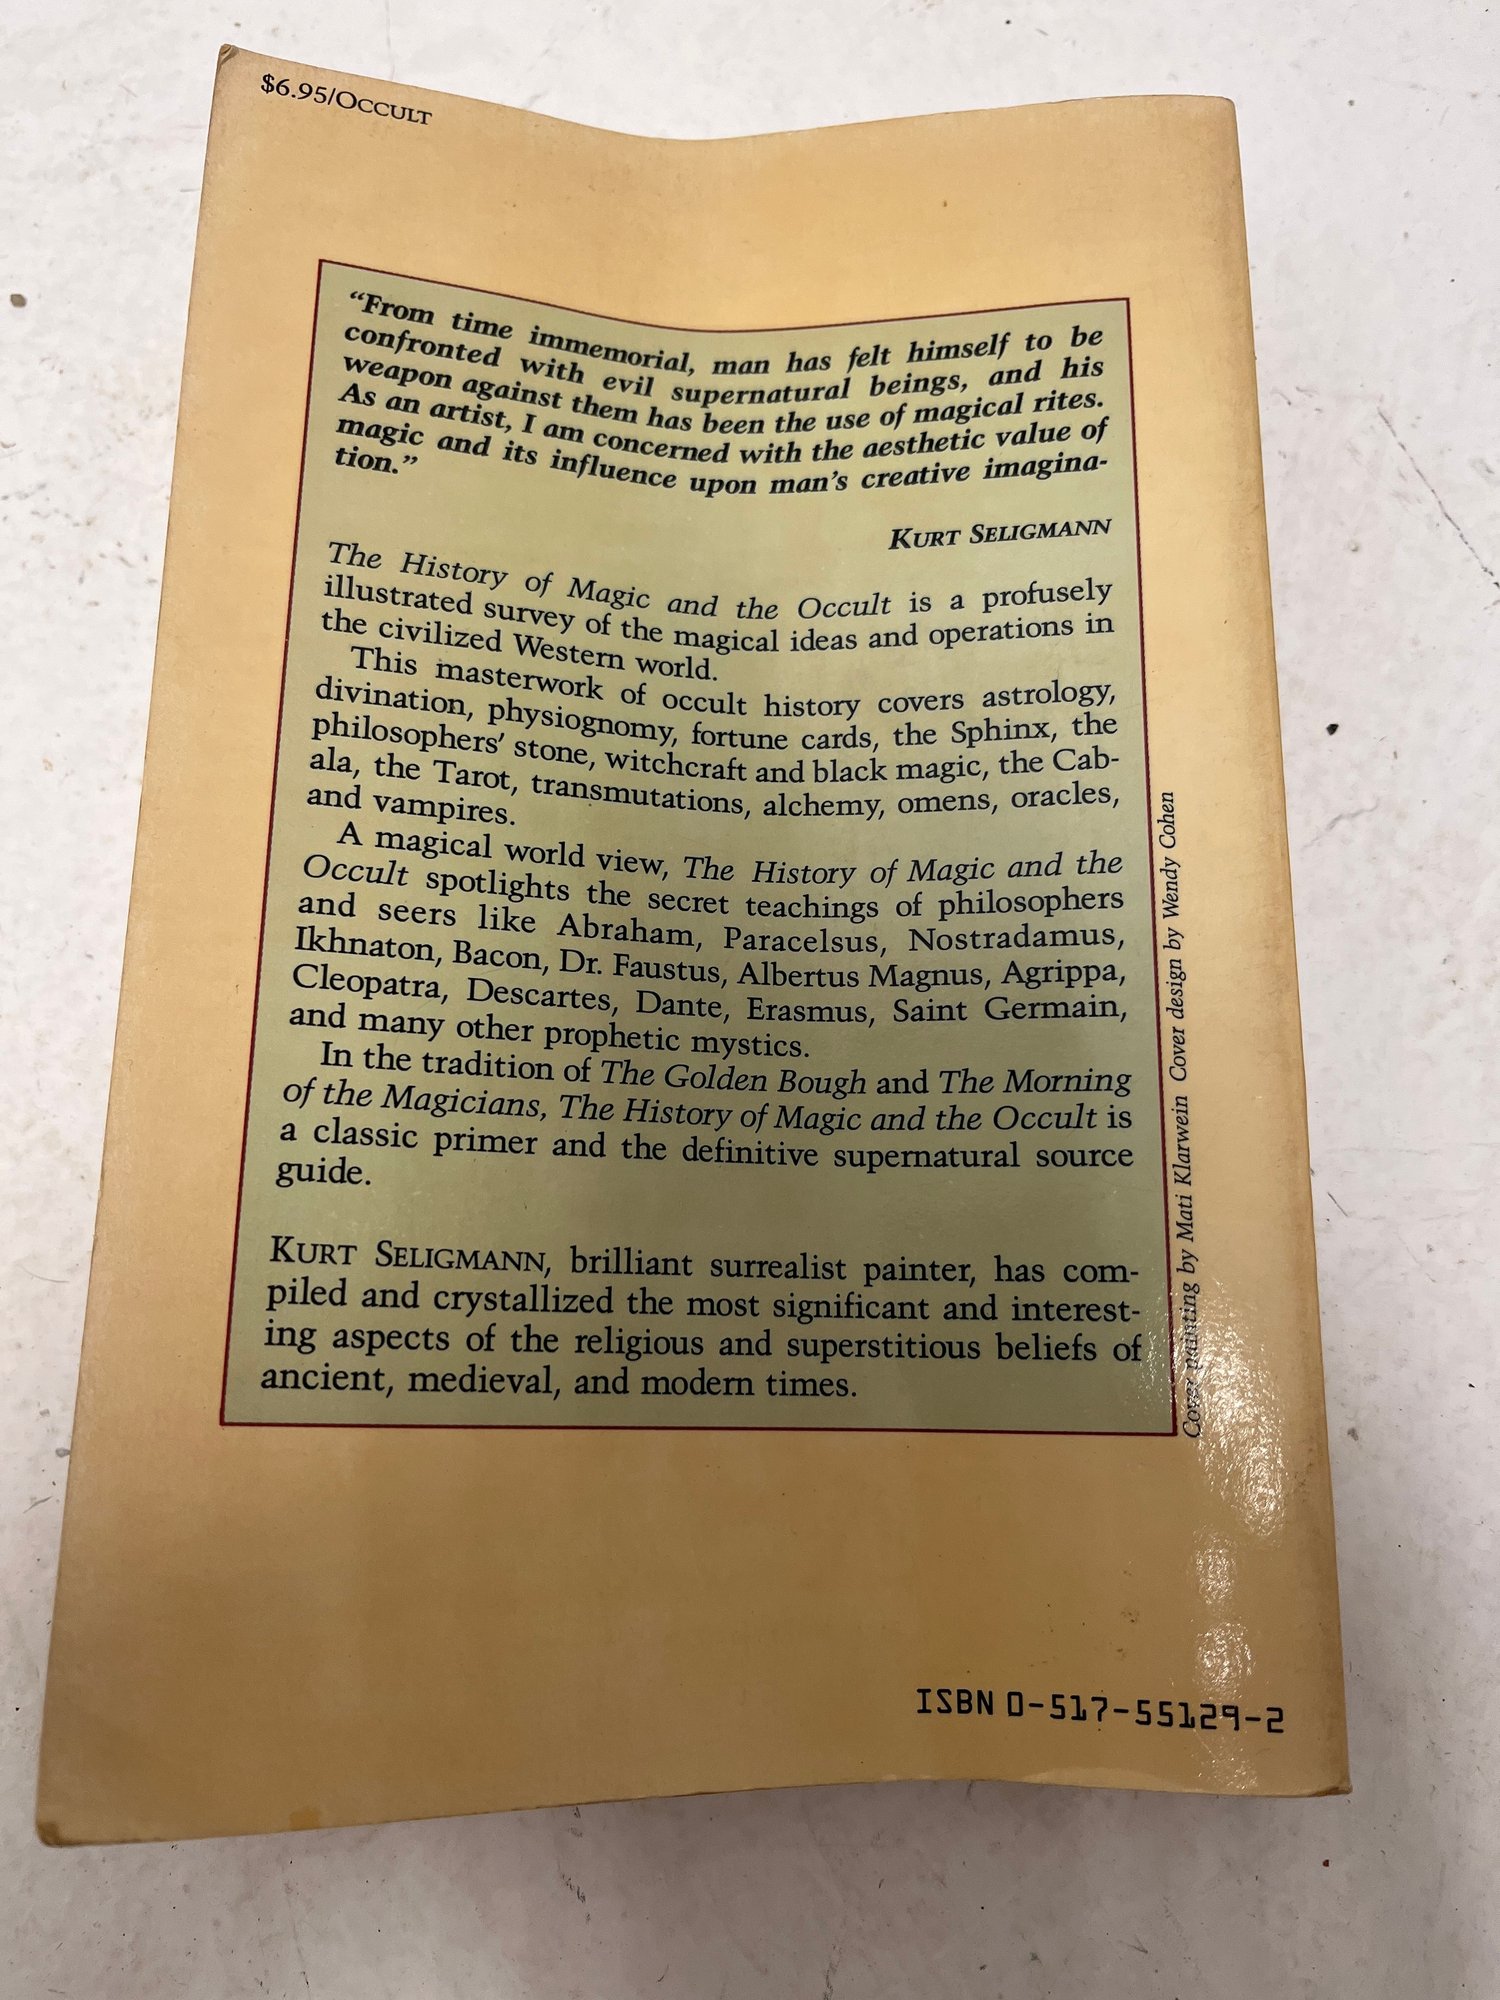 $6.95/OCCULT
“From time immemorial, man has felt himself to be
confronted with evil supernatural beings, and his
weapon against them has been the use of magical rites.
As an artist, I am concerned with the aesthetic value of
magic and its influence upon man’s creative imagina-
tion.”
KURT SELIGMANN
The History of Magic and the Occult is a profusely
illustrated survey of the magical ideas and operations in
the civilized Western world.
This masterwork of occult history covers astrology,
divination, physiognomy, fortune cards, the Sphinx, the
philosophers’ stone, witchcraft and black magic, the Cab-
ala, the Tarot, transmutations, alchemy, omens, oracles,
and vampires.
A magical world view, The History of Magic and the
Occult spotlights the secret teachings of philosophers
and seers like Abraham, Paracelsus, Nostradamus,
Ikhnaton, Bacon, Dr. Faustus, Albertus Magnus, Agrippa,
Cleopatra, Descartes, Dante, Erasmus, Saint Germain,
and many other prophetic mystics.
In the tradition of The Golden Bough and The Morning
of the Magicians, The History of Magic and the Occult is
a classic primer and the definitive supernatural source
guide.
KURT SELIGMANN, brilliant surrealist painter, has com-
piled and crystallized the most significant and interest-
ing aspects of the religious and superstitious beliefs of
ancient, medieval, and modern times.
Cover painting by Mati Klarwein Cover design by Wendy Cohen
ISBN 0-517-55129-2